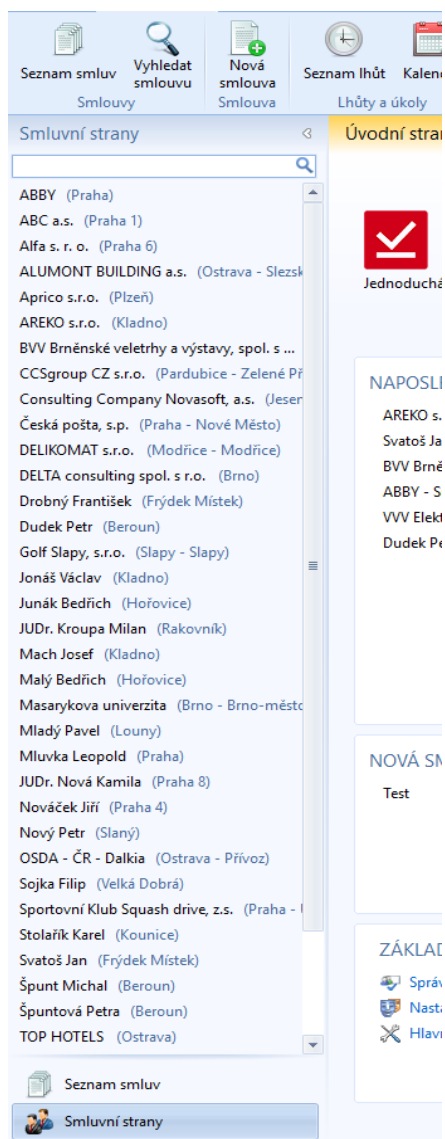 Seznam smluv
Vyhledat
smlouvu
Nová
smlouva
Seznam lhůt
Smlouvy
Smlouva
Lhůty a úkoly
Smluvní strany
Úvodní
ABBY (Praha)
ABC a.s. (Praha 1)
Alfa s. r. o. (Praha 6)
ALUMONT BUILDING a.s. (Ostrava - Slezsk
Aprico s.r.o. (Plzeň)
AREKO s.r.o. (Kladno)
BVV Brněnské veletrhy a výstavy, spol. s ...
CCSgroup CZ s.r.o. (Pardubice - Zelené Př
Consulting Company Novasoft, a.s. (Jesen
Česká pošta, s.p. (Praha - Nové Město)
DELIKOMAT s.r.o. (Modřice - Modřice)
DELTA consulting spol. s r.o. (Brno)
Drobný František (Frýdek Místek)
Dudek Petr (Beroun)
Golf Slapy, s.r.o. (Slapy - Slapy)
Jonáš Václav (Kladno)
Junák Bedřich (Hořovice)
JUDr. Kroupa Milan (Rakovník)
Mach Josef (Kladno)
Malý Bedřich (Hořovice)
Masarykova univerzita (Brno - Brno-město
Mladý Pavel (Louny)
Mluvka Leopold (Praha)
JUDr. Nová Kamila (Praha 8)
Nováček Jiří (Praha 4)
Nový Petr (Slaný)
OSDA - ČR - Dalkia (Ostrava - Přívoz)
Sojka Filip (Velká Dobrá)
Sportovní Klub Squash drive, z.s. (Praha -
Stolařík Karel (Kounice)
Svatoš Jan (Frýdek Místek)
Špunt Michal (Beroun)
Špuntová Petra (Beroun)
TOP HOTELS (Ostrava)
Seznam smluv
Smluvní strany
Jednoduchá
NAPOSLE
AREKO s.
Svatoš Ja
BVV Brně
ABBY - S
VVV Elekt
Dudek Pe
NOVÁ SM
Test
ZÁKLAD
Správ
Nasta
Hlavn